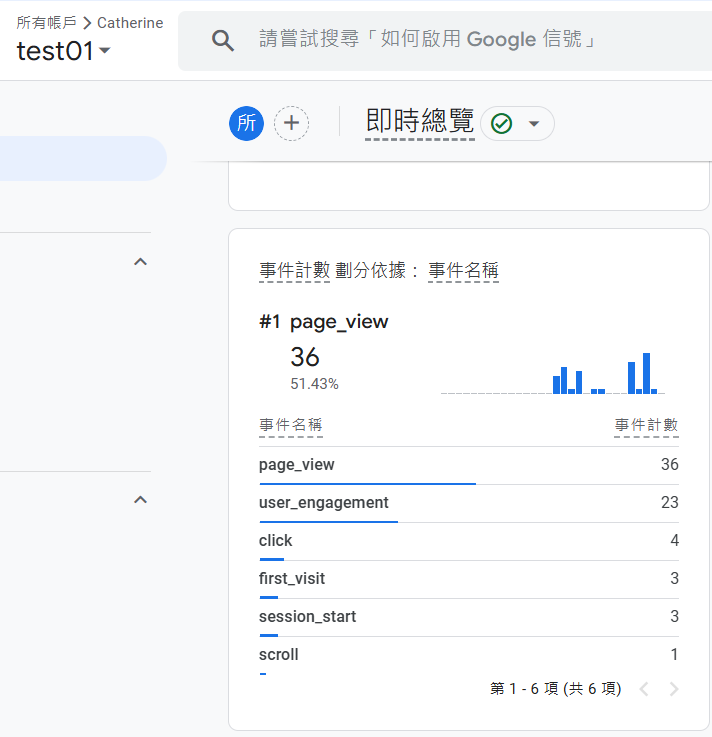 所有帳戶 > Catherine
test01
請嘗試搜尋「如何啟用 Google 信號」
所
即時總覽
事件計數 劃分依據： 事件名稱
#1 page_view
36
51.43%
事件名稱 事件計數
page_view 36
user_engagement 23
click 4
first_visit 3
session_start 3
scroll 1
第 1 - 6 項 (共 6 項)